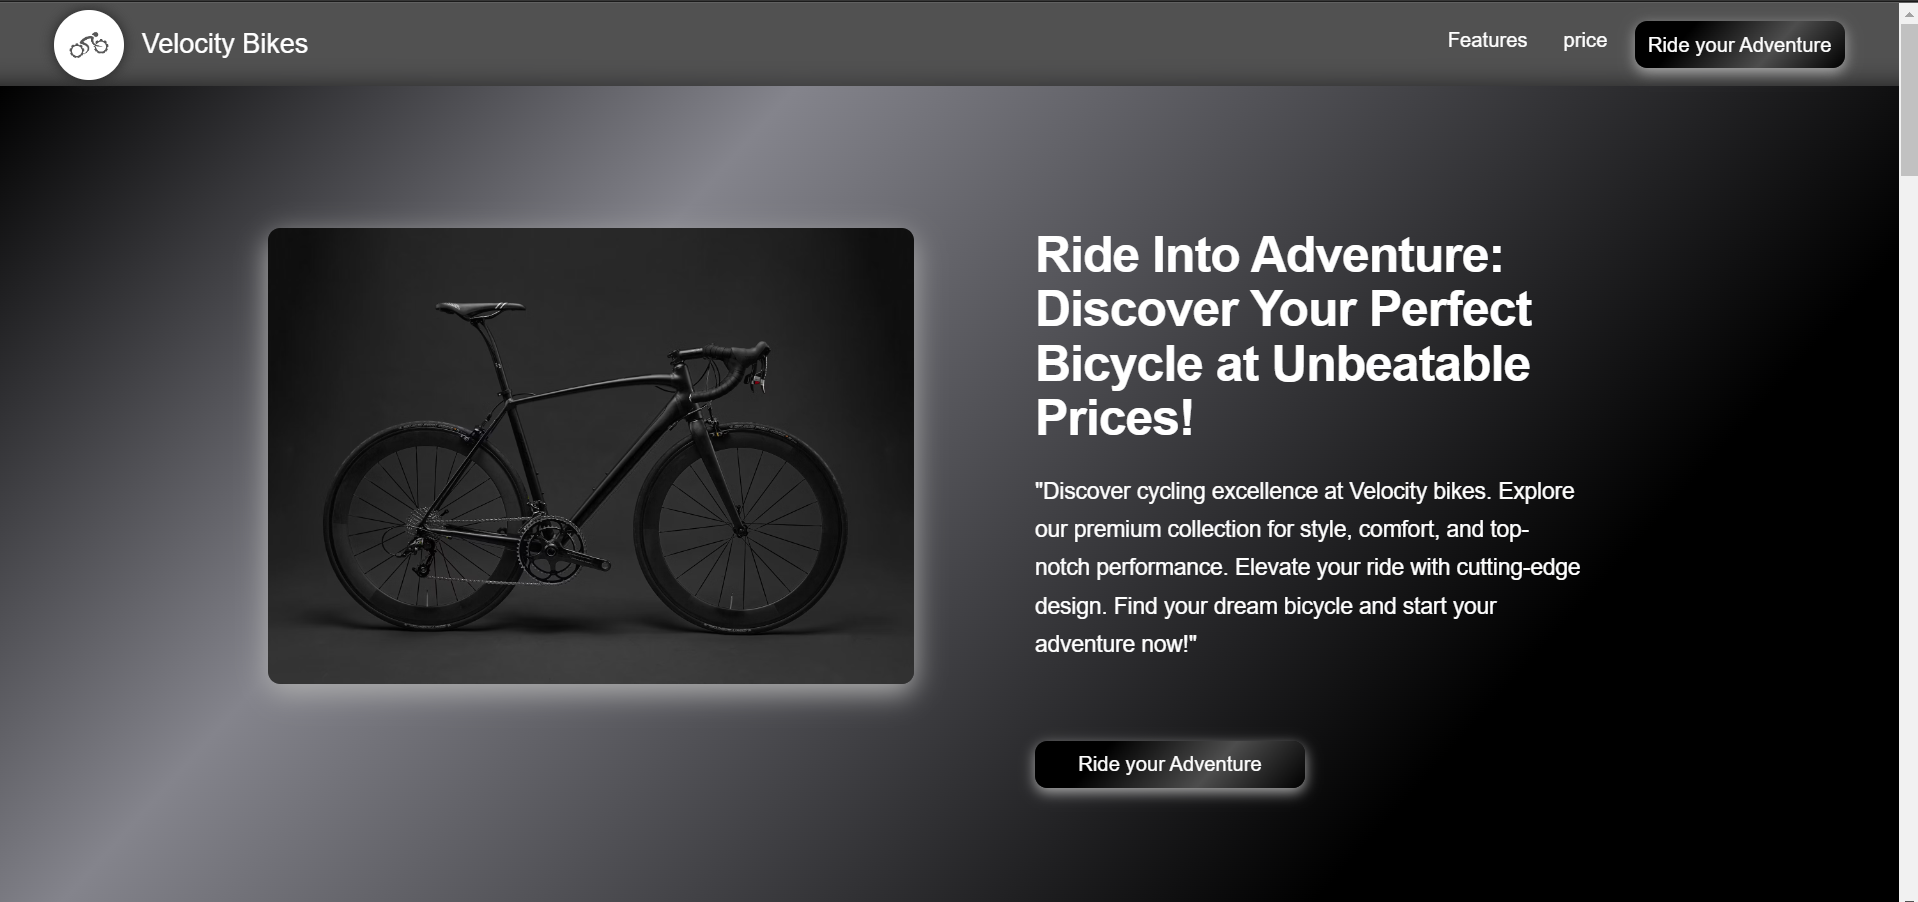 Velocity Bikes
Features
price
Ride your Adventure
Ride Into Adventure:
Discover Your Perfect
Bicycle at Unbeatable
Prices!
"Discover cycling excellence at Velocity bikes. Explore
our premium collection for style, comfort, and top-
notch performance. Elevate your ride with cutting-edge
design. Find your dream bicycle and start your
adventure now!"
Ride your Adventure